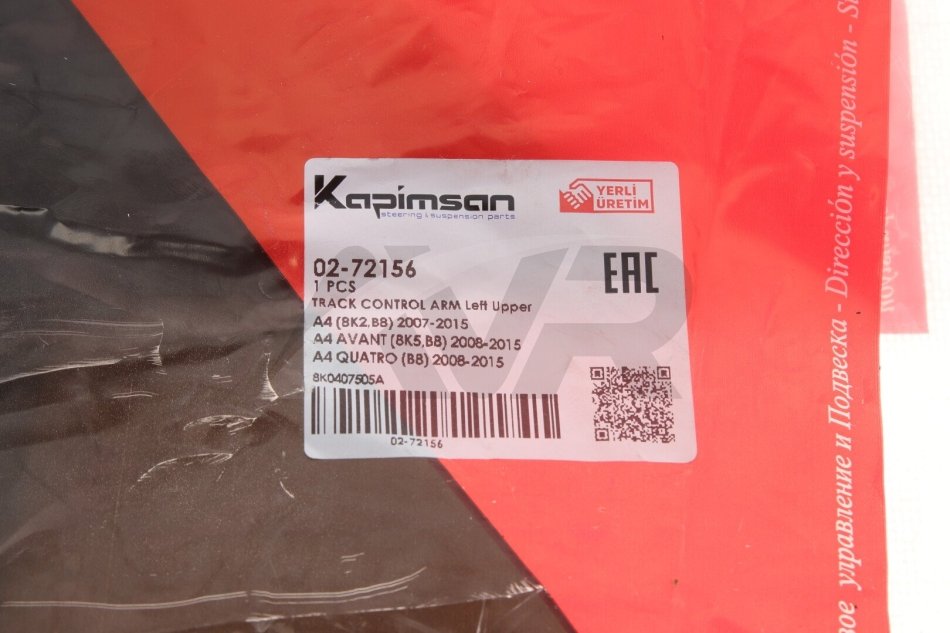 Kapimsan
steering & suspension parts
YERLİ
ÜRETİM
02-72156
1 PCS
EAC
TRACK CONTROL ARM Left Upper
A4 (8K2,B8) 2007-2015
A4 AVANT (8K5,B8) 2008-2015
A4 QUATRO (B8) 2008-2015
8K0407505A
02-72156
VR
управление и Подвеска - Dirección y suspensión -